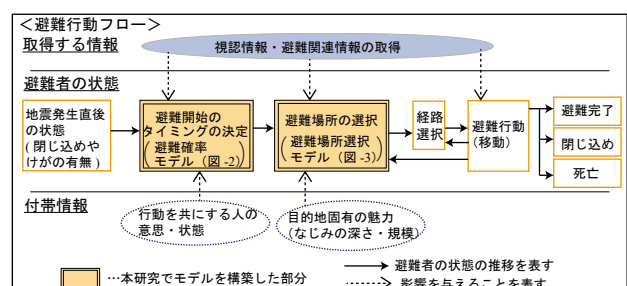 ＜避難行動フロー＞
取得する情報
視認情報・避難関連情報の取得
避難者の状態
地震発生直後
の状態
(閉じ込めや
けがの有無)
避難開始の
タイミングの決定
避難確率
モデル（図-2)
避難場所の選択
避難場所選択
モデル（図-3)
経路
選択
避難行動
(移動)
避難完了
閉じ込め
死亡
付帯情報
行動を共にする人の
意思・状態
目的地固有の魅力
(なじみの深さ・規模)
…本研究でモデルを構築した部分
避難者の状態の推移を表す
影響を与えることを表す